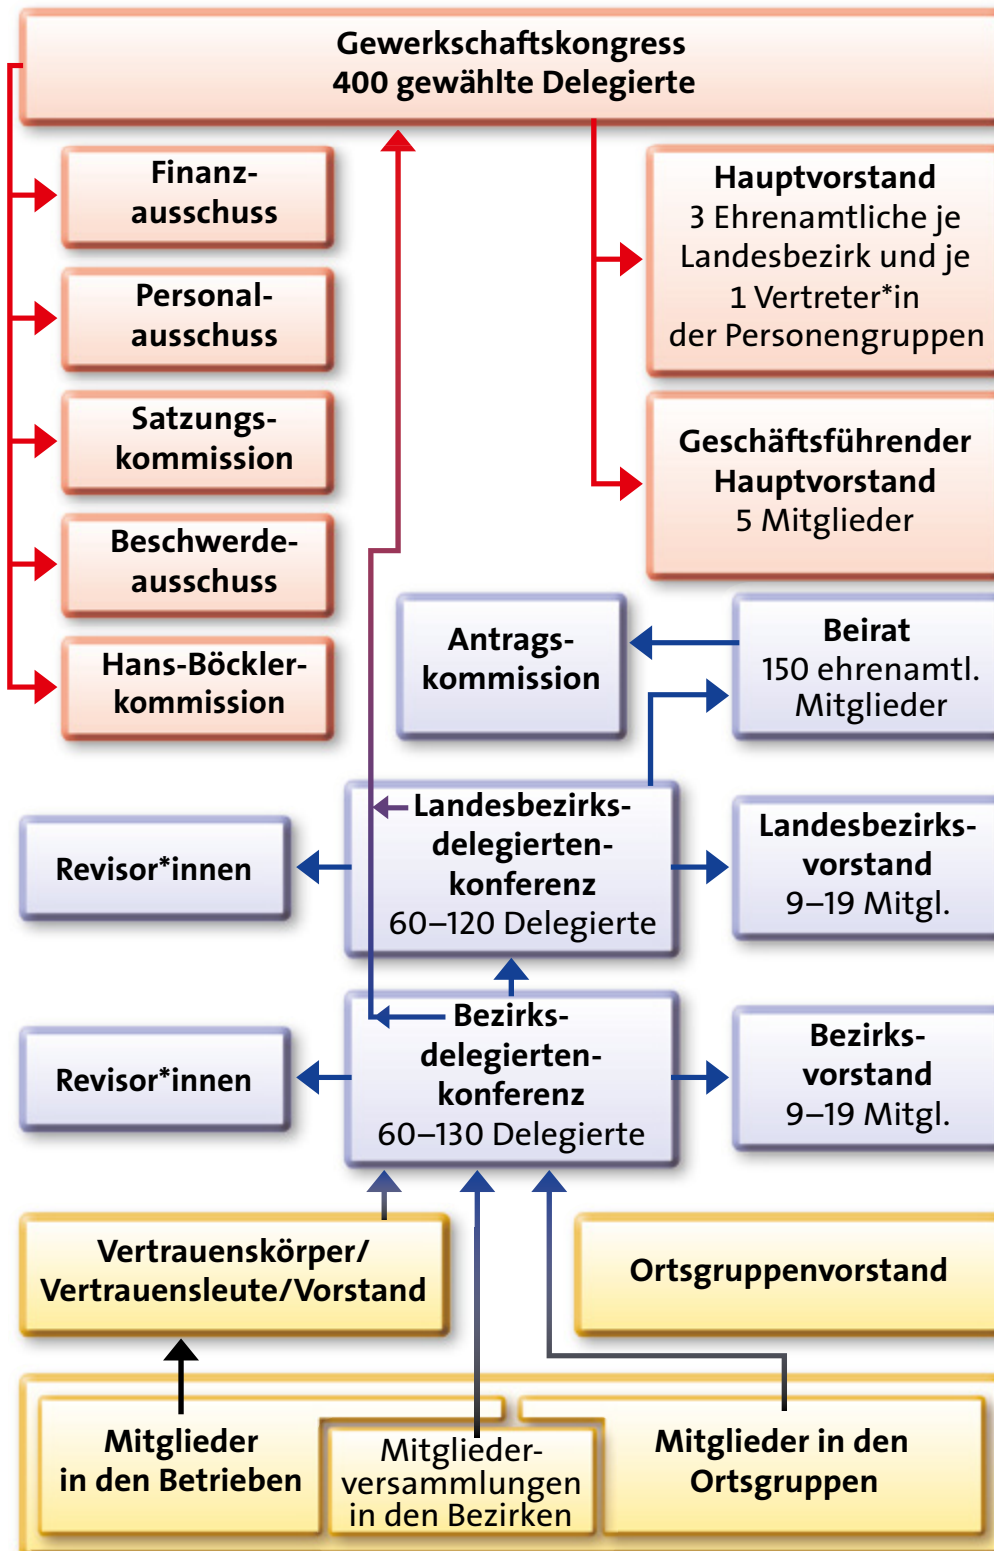 Gewerkschaftskongress
400 gewählte Delegierte
Finanz-
ausschuss
Personal-
ausschuss
Satzungs-
kommission
Beschwerde-
ausschuss
Hans-Böckler-
kommission
Hauptvorstand
3 Ehrenamtliche je
Landesbezirk und je
1 Vertreter*in
der Personengruppen
Geschäftsführender
Hauptvorstand
5 Mitglieder
Antrags-
kommission
Beirat
150 ehrenamtl.
Mitglieder
Revisor*innen
Landesbezirks-
delegierten-
konferenz
60–120 Delegierte
Landesbezirks-
vorstand
9–19 Mitgl.
Revisor*innen
Bezirks-
delegierten-
konferenz
60–130 Delegierte
Bezirks-
vorstand
9–19 Mitgl.
Vertrauenskörper/
Vertrauensleute/Vorstand
Ortsgruppenvorstand
Mitglieder
in den Betrieben
Mitglieder-
versammlungen
in den Bezirken
Mitglieder in den
Ortsgruppen